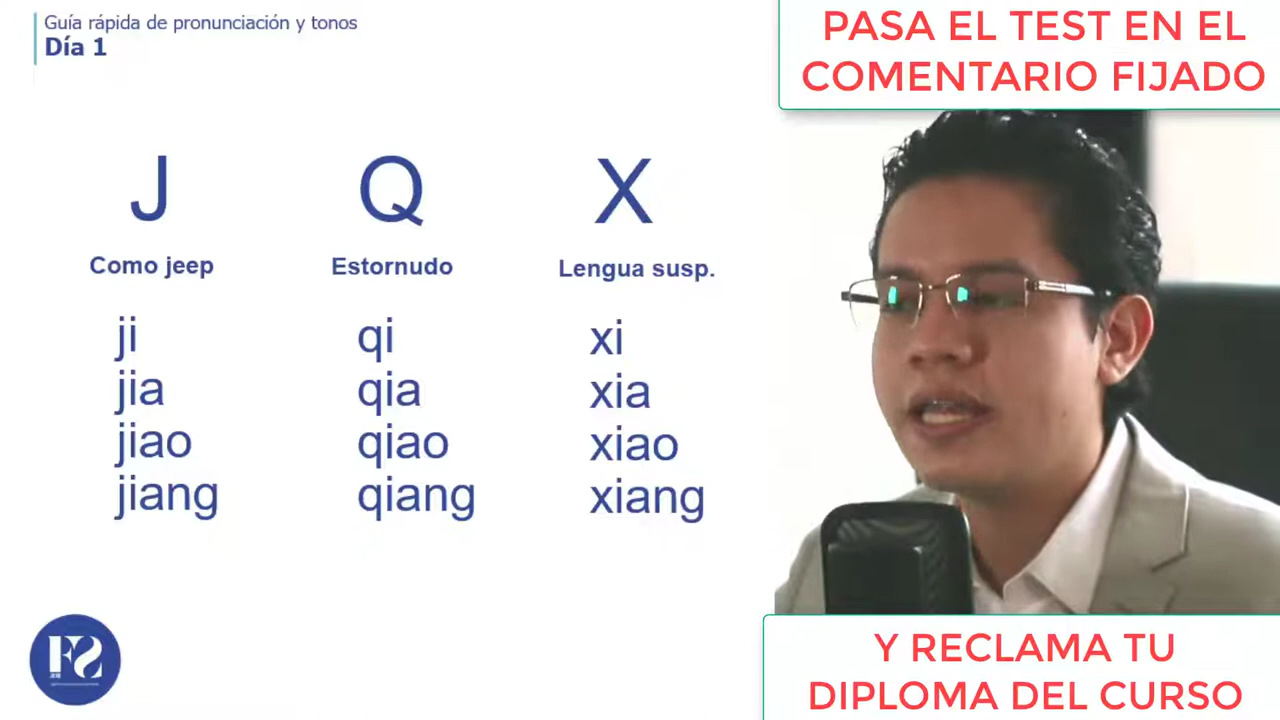 Guía rápida de pronunciación y tonos
Día 1
PASA EL TEST EN EL
COMENTARIO FIJADO
J Q X
Como jeep Estornudo Lengua susp.
ji qi xi
jia qia xia
jiao qiao xiao
jiang qiang xiang
Y RECLAMA TU
DIPLOMA DEL CURSO